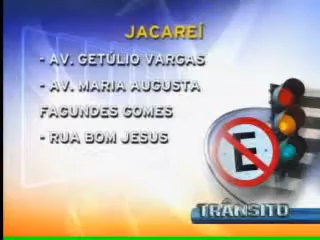 JACAREÍ
- AV. GETÚLIO VARGAS
- AV. MARIA AUGUSTA
FAGUNDES GOMES
- RUA BOM JESUS
E
TRÂNSITO